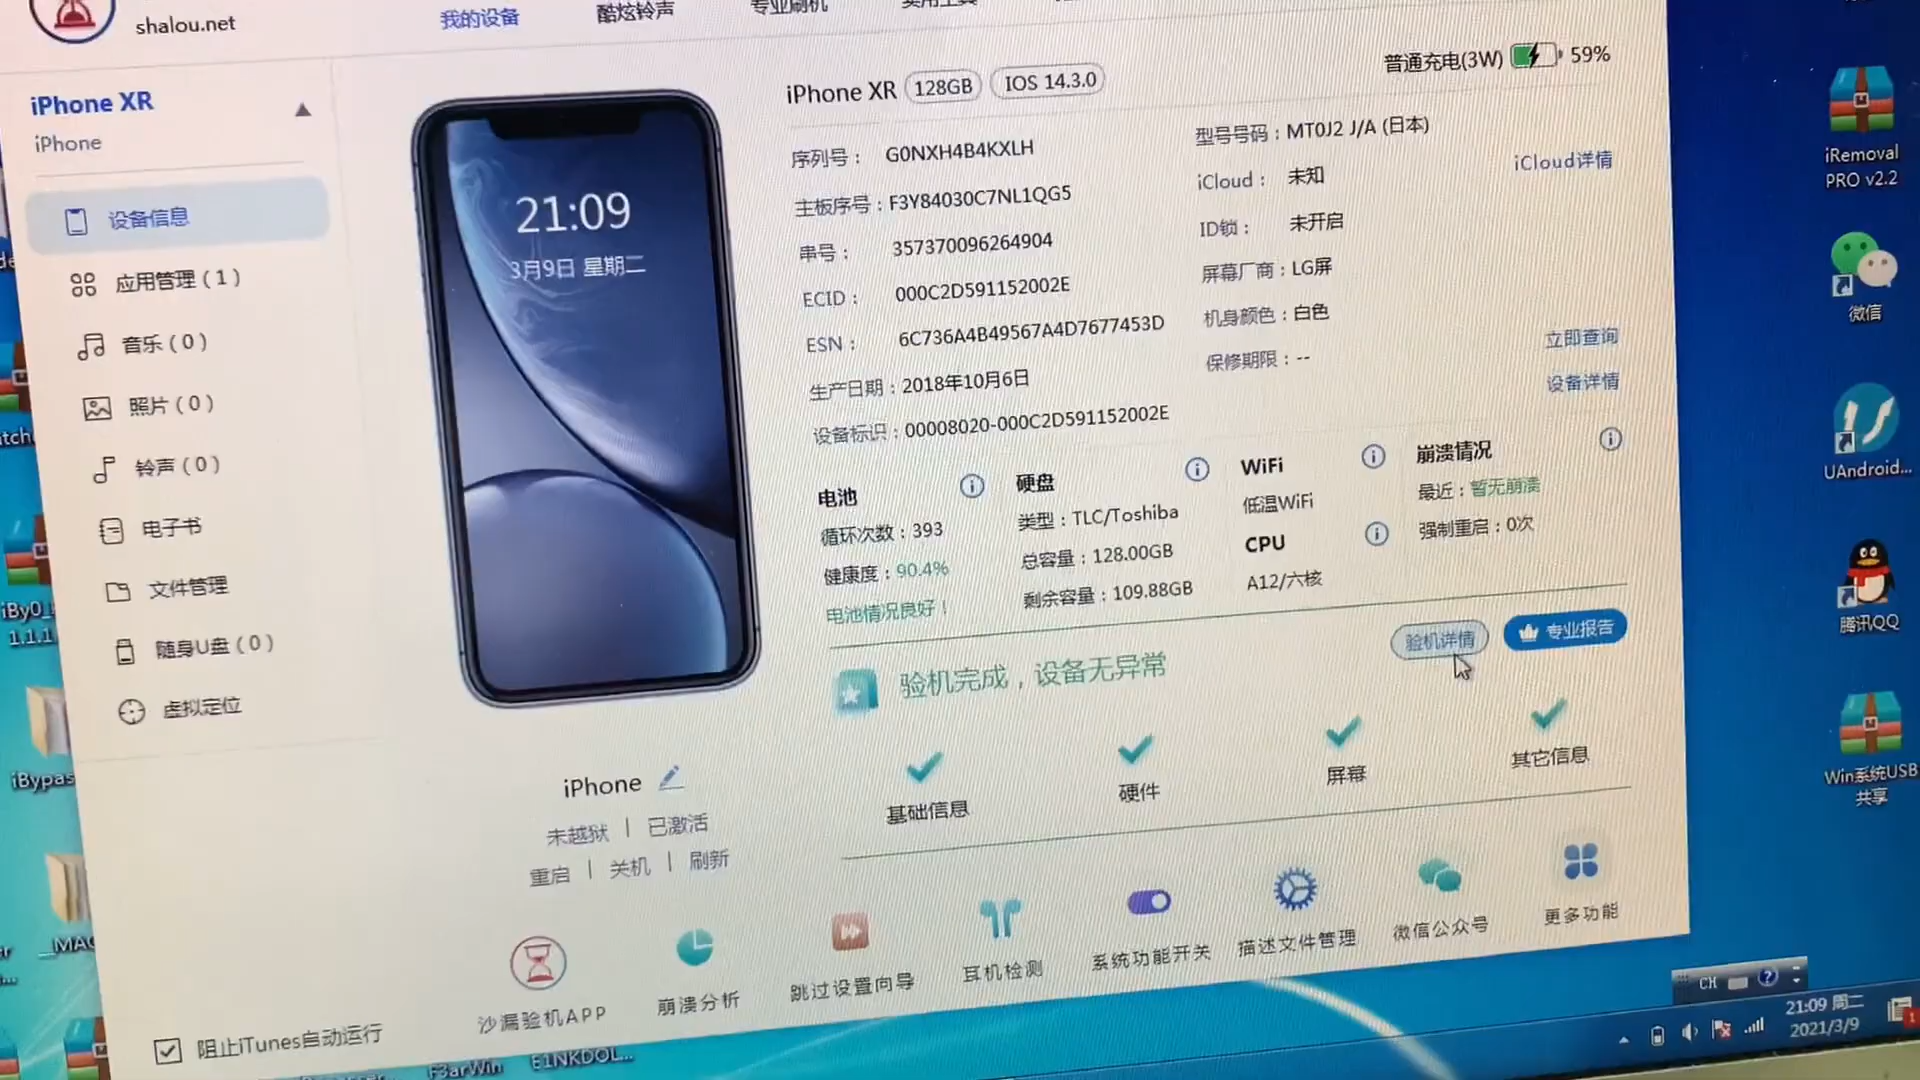 shalou.net
我的设备
酷炫铃声
专业刷机
实用工具
iPhone XR
iPhone
设备信息
应用管理 ( 1 )
音乐 ( 0 )
照片 ( 0 )
铃声 ( 0 )
电子书
文件管理
随身U盘 ( 0 )
虚拟定位
阻止iTunes自动运行
21:09
3月9日 星期二
iPhone
未越狱 | 已激活
重启 | 关机 | 刷新
iPhone XR 128GB IOS 14.3.0
普通充电(3W) 59%
序列号： G0NXH4B4KXLH
主板序号：F3Y84030C7NL1QG5
串号： 357370096264904
ECID： 000C2D591152002E
ESN： 6C736A4B49567A4D7677453D
生产日期：2018年10月6日
设备标识：00008020-000C2D591152002E
型号号码：MT0J2 J/A (日本)
iCloud： 未知 iCloud详情
ID锁： 未开启
屏幕厂商：LG屏
机身颜色：白色
立即查询
保修期限：--
设备详情
电池
循环次数：393
健康度：90.4%
电池情况良好！
硬盘
类型：TLC/Toshiba
总容量：128.00GB
剩余容量：109.88GB
WiFi
低温WiFi
CPU
A12/六核
崩溃情况
最近：暂无崩溃
强制重启：0次
验机完成，设备无异常
验机详情
专业报告
基础信息
硬件
屏幕
其它信息
沙漏验机APP
崩溃分析
跳过设置向导
耳机检测
系统功能开关
描述文件管理
微信公众号
更多功能
iRemoval
PRO v2.2
微信
UAndroid...
腾讯QQ
Win系统USB
共享
iBy0_
1.1.1
iBypas
_MAC
F3arWin
E1NKDOL...
CH
21:09 周二
2021/3/9